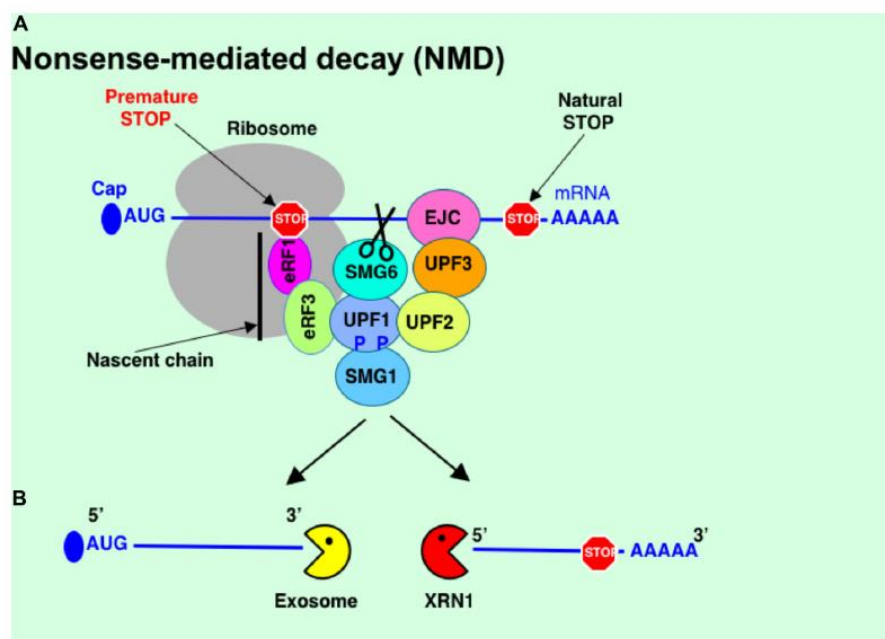 A
Nonsense-mediated decay (NMD)
Premature
STOP
Ribosome
Natural
STOP
Cap
AUG
STOP
EJC
STOP
mRNA
AAAAA
eRF1
SMG6
UPF3
eRF3
UPF1
P P
UPF2
Nascent chain
SMG1
B
5’
3’
5’
3’
AUG
STOP
AAAAA
Exosome
XRN1